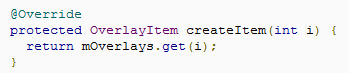 @Override
protected OverlayItem createItem(int i) {
  return mOverlays.get(i);
}